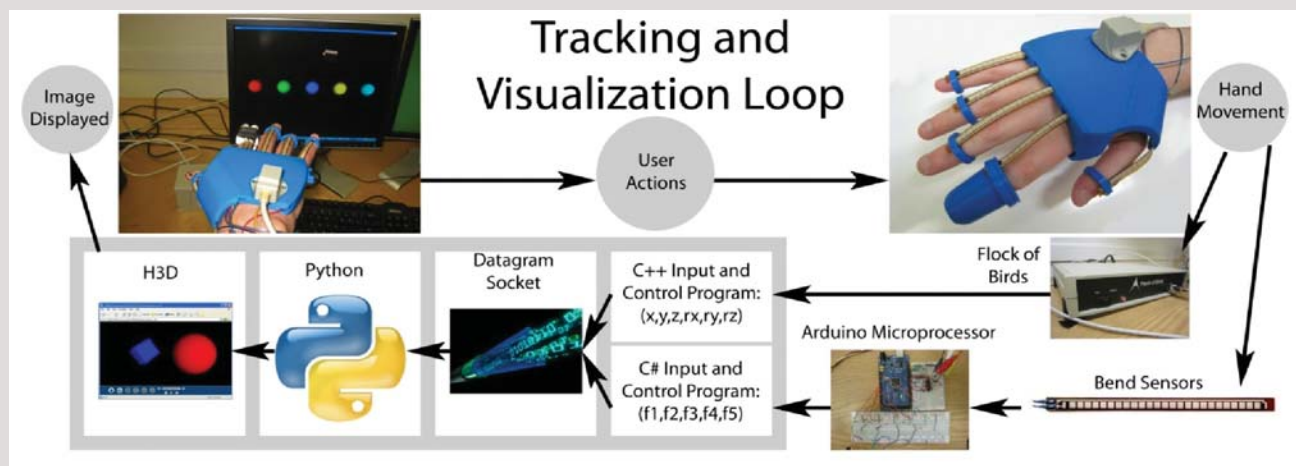 Tracking and
Visualization Loop
Image
Displayed
User
Actions
Hand
Movement
H3D
Python
Datagram
Socket
C++ Input and
Control Program:
(x,y,z,rx,ry,rz)
C# Input and
Control Program:
(f1,f2,f3,f4,f5)
Flock of
Birds
Arduino Microprocessor
Bend Sensors